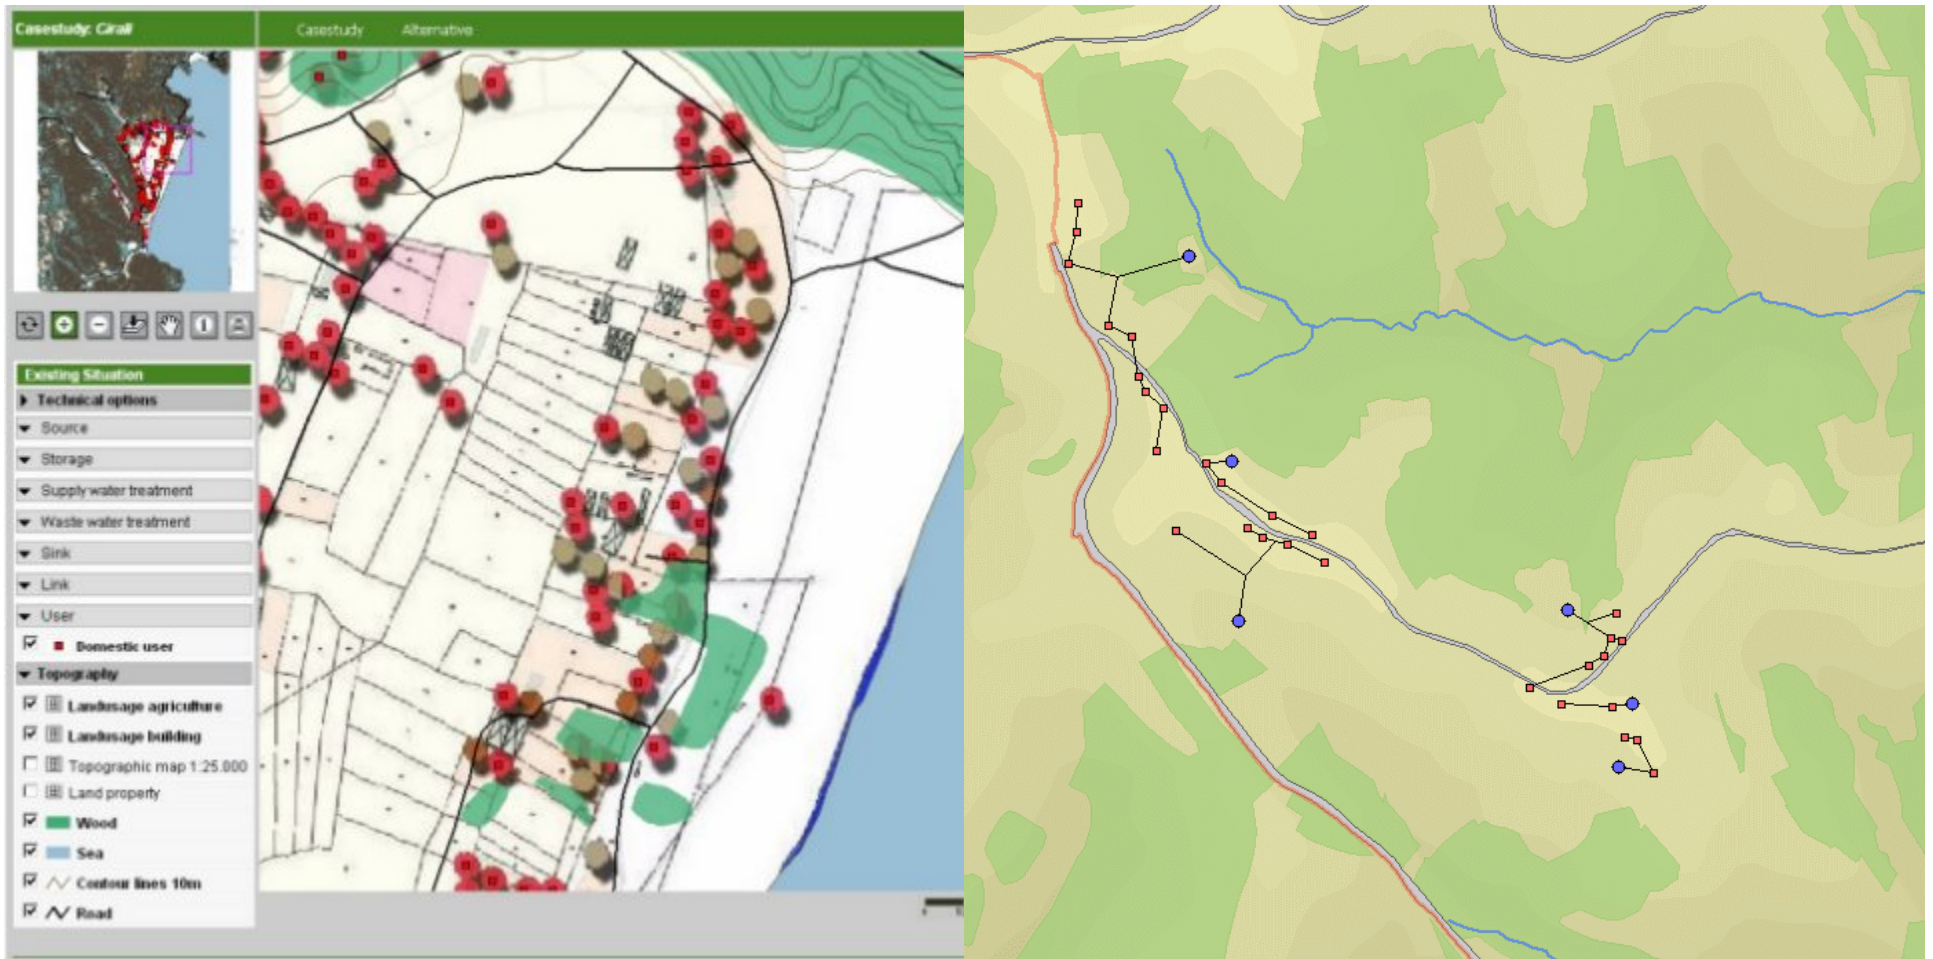 Casestudy: Cirali
Casestudy Alternative
Existing Situation
Technical options
Source
Storage
Supply water treatment
Waste water treatment
Sink
Link
User
Domestic user
Topography
Landusage agriculture
Landusage building
Topographic map 1:25.000
Land property
Wood
Sea
Contour lines 10m
Road